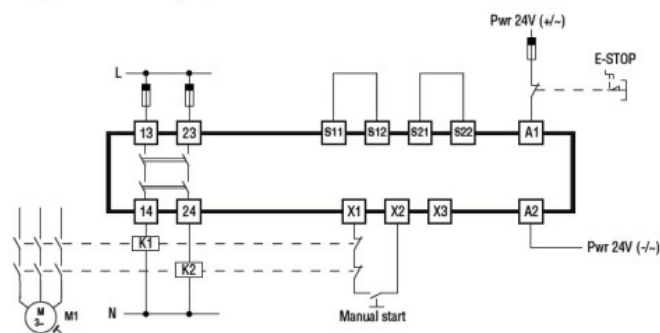 Pwr 24V (+/~)
E-STOP
L
13 23 S11 S12 S21 S22 A1
14 24 X1 X2 X3 A2
K1
K2
Pwr 24V (-/~)
M
3~
M1
N
Manual start